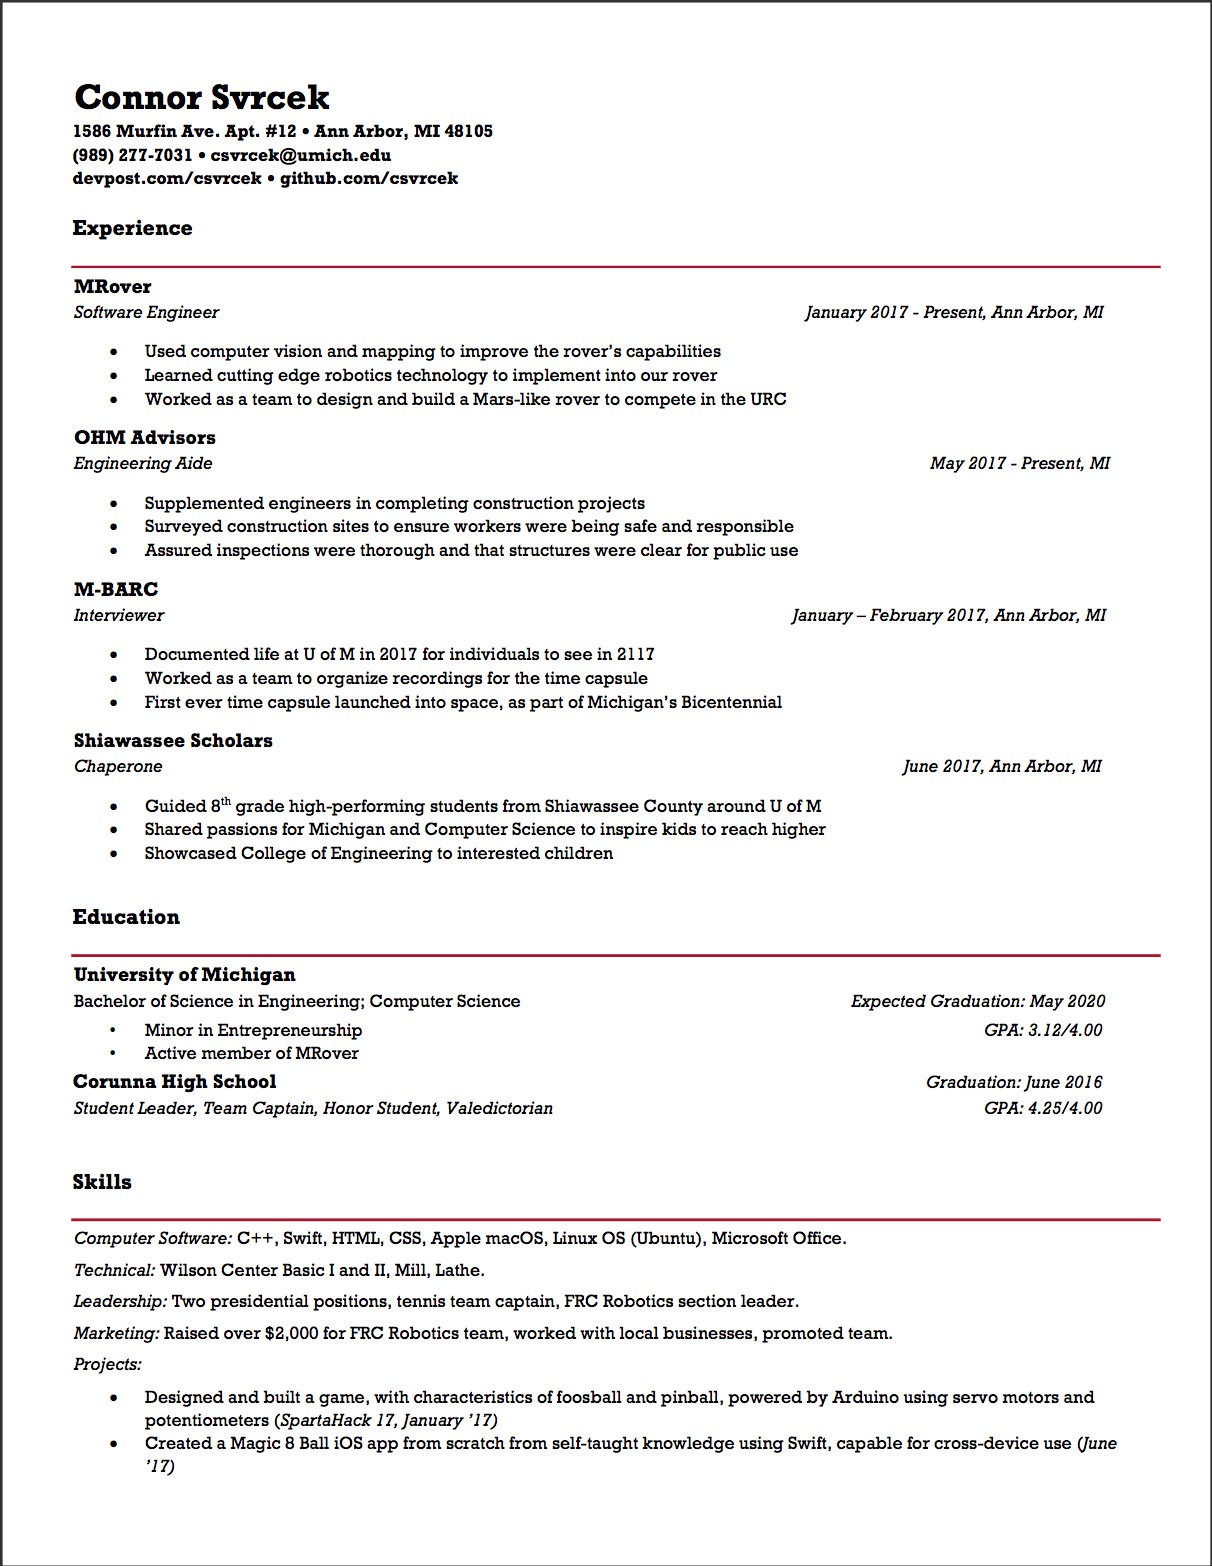 Connor Svrcek
1586 Murfin Ave. Apt. #12 • Ann Arbor, MI 48105
(989) 277-7031 • csvrcek@umich.edu
devpost.com/csvrcek • github.com/csvrcek
Experience
MRover
Software Engineer January 2017 - Present, Ann Arbor, MI
• Used computer vision and mapping to improve the rover's capabilities
• Learned cutting edge robotics technology to implement into our rover
• Worked as a team to design and build a Mars-like rover to compete in the URC
OHM Advisors
Engineering Aide May 2017 - Present, MI
• Supplemented engineers in completing construction projects
• Surveyed construction sites to ensure workers were being safe and responsible
• Assured inspections were thorough and that structures were clear for public use
M-BARC
Interviewer January – February 2017, Ann Arbor, MI
• Documented life at U of M in 2017 for individuals to see in 2117
• Worked as a team to organize recordings for the time capsule
• First ever time capsule launched into space, as part of Michigan's Bicentennial
Shiawassee Scholars
Chaperone June 2017, Ann Arbor, MI
• Guided 8th grade high-performing students from Shiawassee County around U of M
• Shared passions for Michigan and Computer Science to inspire kids to reach higher
• Showcased College of Engineering to interested children
Education
University of Michigan
Bachelor of Science in Engineering; Computer Science Expected Graduation: May 2020
• Minor in Entrepreneurship GPA: 3.12/4.00
• Active member of MRover
Corunna High School Graduation: June 2016
Student Leader, Team Captain, Honor Student, Valedictorian GPA: 4.25/4.00
Skills
Computer Software: C++, Swift, HTML, CSS, Apple macOS, Linux OS (Ubuntu), Microsoft Office.
Technical: Wilson Center Basic I and II, Mill, Lathe.
Leadership: Two presidential positions, tennis team captain, FRC Robotics section leader.
Marketing: Raised over $2,000 for FRC Robotics team, worked with local businesses, promoted team.
Projects:
• Designed and built a game, with characteristics of foosball and pinball, powered by Arduino using servo motors and
potentiometers (SpartaHack 17, January '17)
• Created a Magic 8 Ball iOS app from scratch from self-taught knowledge using Swift, capable for cross-device use (June
'17)